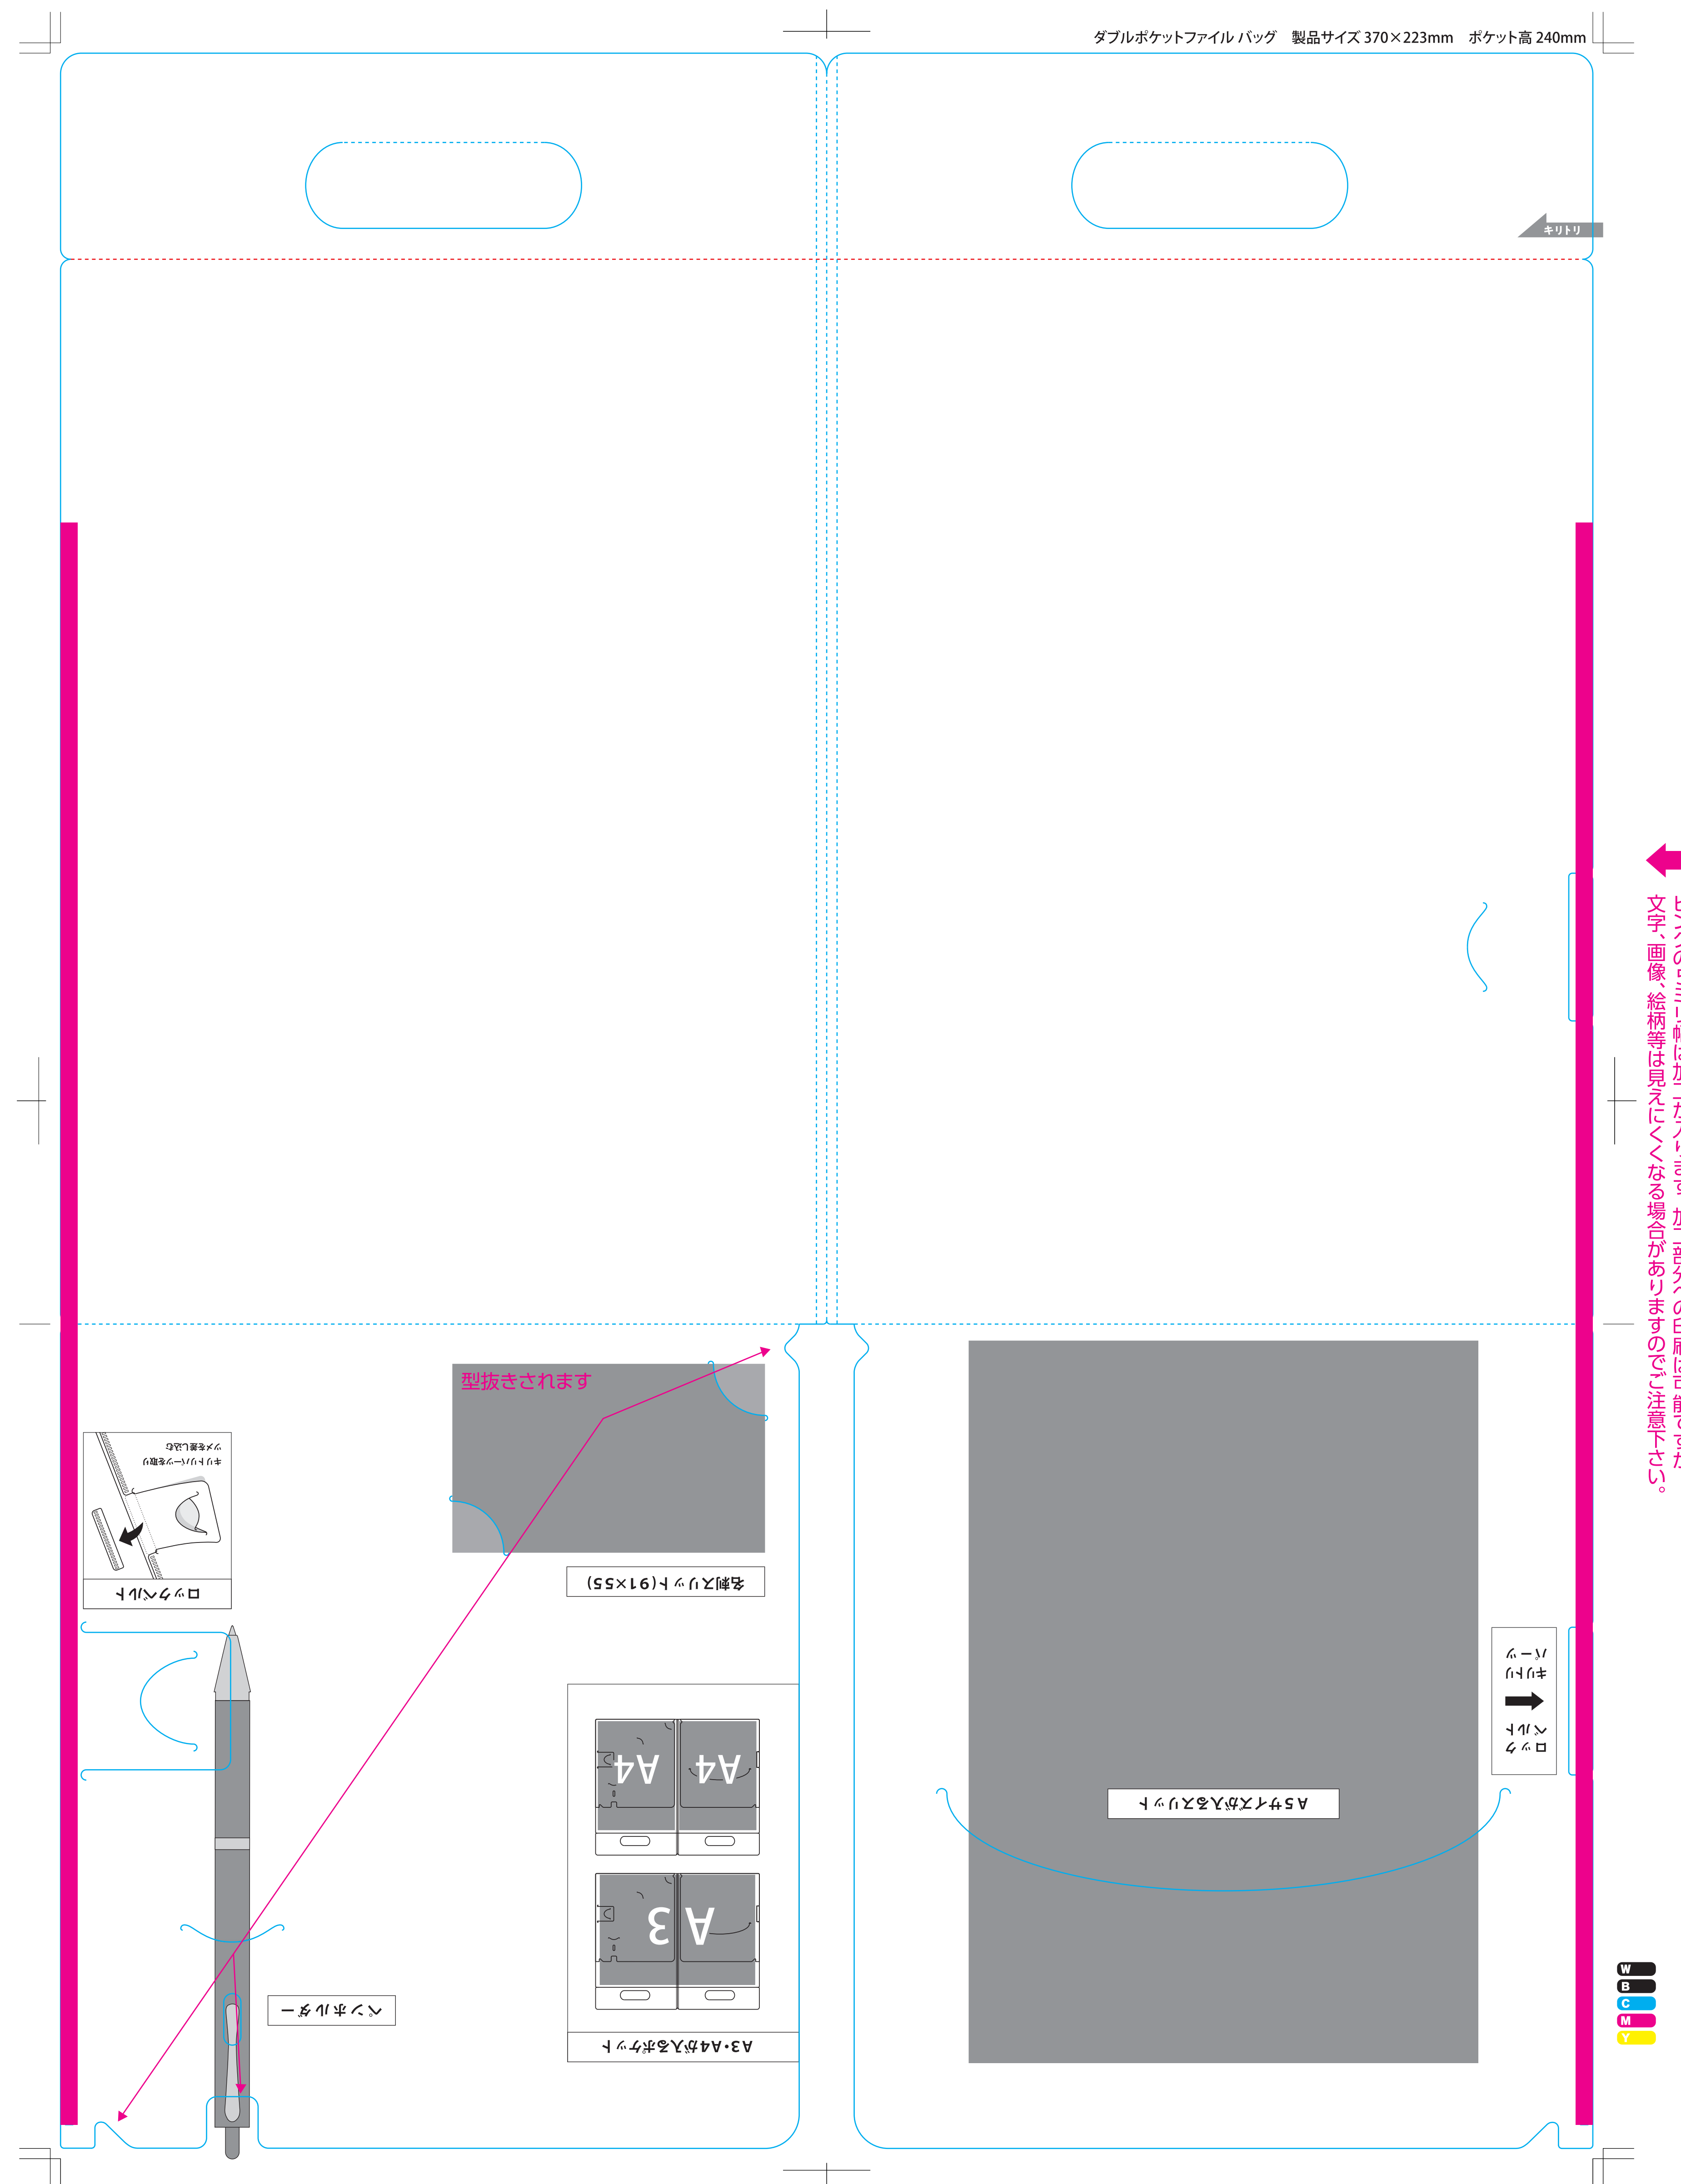 ダブルポケットファイル バッグ　製品サイズ 370×223mm　ポケット高 240mm
キリトリ
文字、画像、絵柄等は見えにくくなる場合がありますのでご注意下さい。
型抜きされます
キリトリパーツを取り
ツメを差し込む
ロックベルト
名刺スリット(91×55)
A4
A4
A3
A3・A4が入るポケット
ペンホルダー
A5サイズが入るスリット
ロック
ベルト
キリトリ
パーツ
W
B
C
M
Y